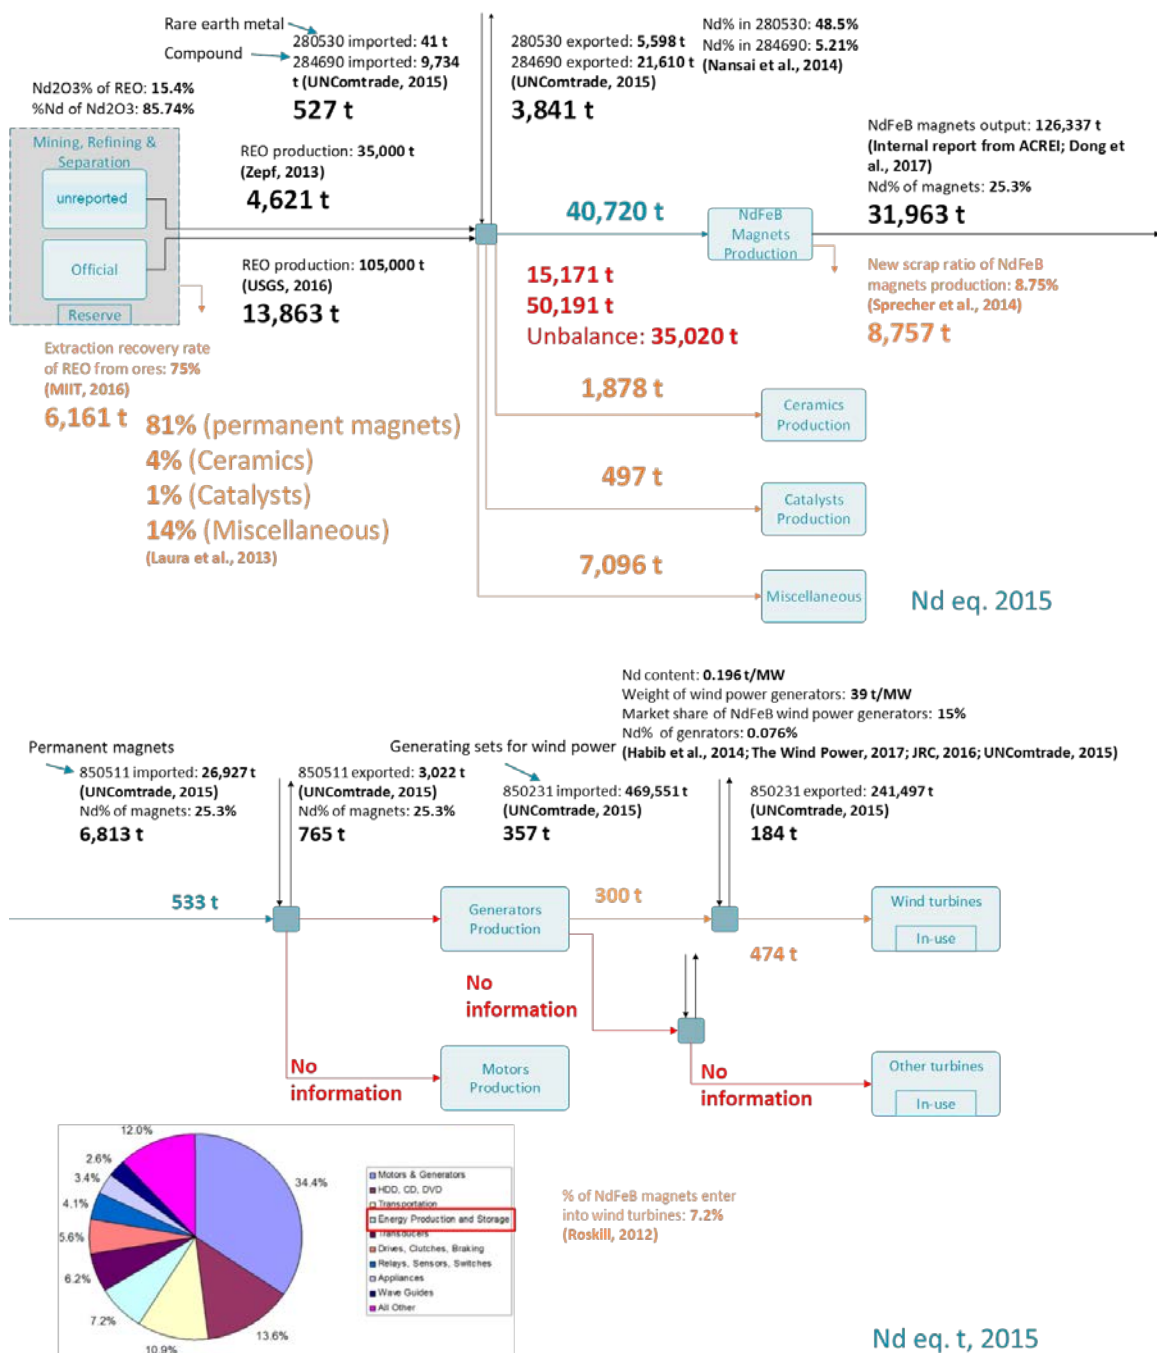 Rare earth metal
Compound
280530 imported: 41 t
284690 imported: 9,734
t (UNComtrade, 2015)
527 t
280530 exported: 5,598 t
284690 exported: 21,610 t
(UNComtrade, 2015)
3,841 t
Nd% in 280530: 48.5%
Nd% in 284690: 5.21%
(Nansai et al., 2014)
Nd2O3% of REO: 15.4%
%Nd of Nd2O3: 85.74%
Mining, Refining &
Separation
unreported
Official
Reserve
REO production: 35,000 t
(Zepf, 2013)
4,621 t
REO production: 105,000 t
(USGS, 2016)
13,863 t
40,720 t
NdFeB
Magnets
Production
NdFeB magnets output: 126,337 t
(Internal report from ACREI; Dong et
al., 2017)
Nd% of magnets: 25.3%
31,963 t
15,171 t
50,191 t
Unbalance: 35,020 t
New scrap ratio of NdFeB
magnets production: 8.75%
(Sprecher et al., 2014)
8,757 t
Extraction recovery rate
of REO from ores: 75%
(MIIT, 2016)
6,161 t
81% (permanent magnets)
4% (Ceramics)
1% (Catalysts)
14% (Miscellaneous)
(Laura et al., 2013)
1,878 t
Ceramics
Production
497 t
Catalysts
Production
7,096 t
Miscellaneous
Nd eq. 2015
Nd content: 0.196 t/MW
Weight of wind power generators: 39 t/MW
Market share of NdFeB wind power generators: 15%
Nd% of genrators: 0.076%
(Habib et al., 2014; The Wind Power, 2017; JRC, 2016; UNComtrade, 2015)
Permanent magnets
850511 imported: 26,927 t
(UNComtrade, 2015)
Nd% of magnets: 25.3%
6,813 t
850511 exported: 3,022 t
(UNComtrade, 2015)
Nd% of magnets: 25.3%
765 t
Generating sets for wind power
850231 imported: 469,551 t
(UNComtrade, 2015)
357 t
850231 exported: 241,497 t
(UNComtrade, 2015)
184 t
533 t
Generators
Production
300 t
Wind turbines
In-use
474 t
No
information
No
information
Motors
Production
No
information
Other turbines
In-use
12.0%
2.6%
3.4%
4.1%
5.6%
6.2%
7.2%
10.9%
13.6%
34.4%
Motors & Generators
HDD, CD, DVD
Transportation
Energy Production and Storage
Transducers
Drives, Clutches, Braking
Relays, Sensors, Switches
Appliances
Wave Guides
All Other
% of NdFeB magnets enter
into wind turbines: 7.2%
(Roskill, 2012)
Nd eq. t, 2015